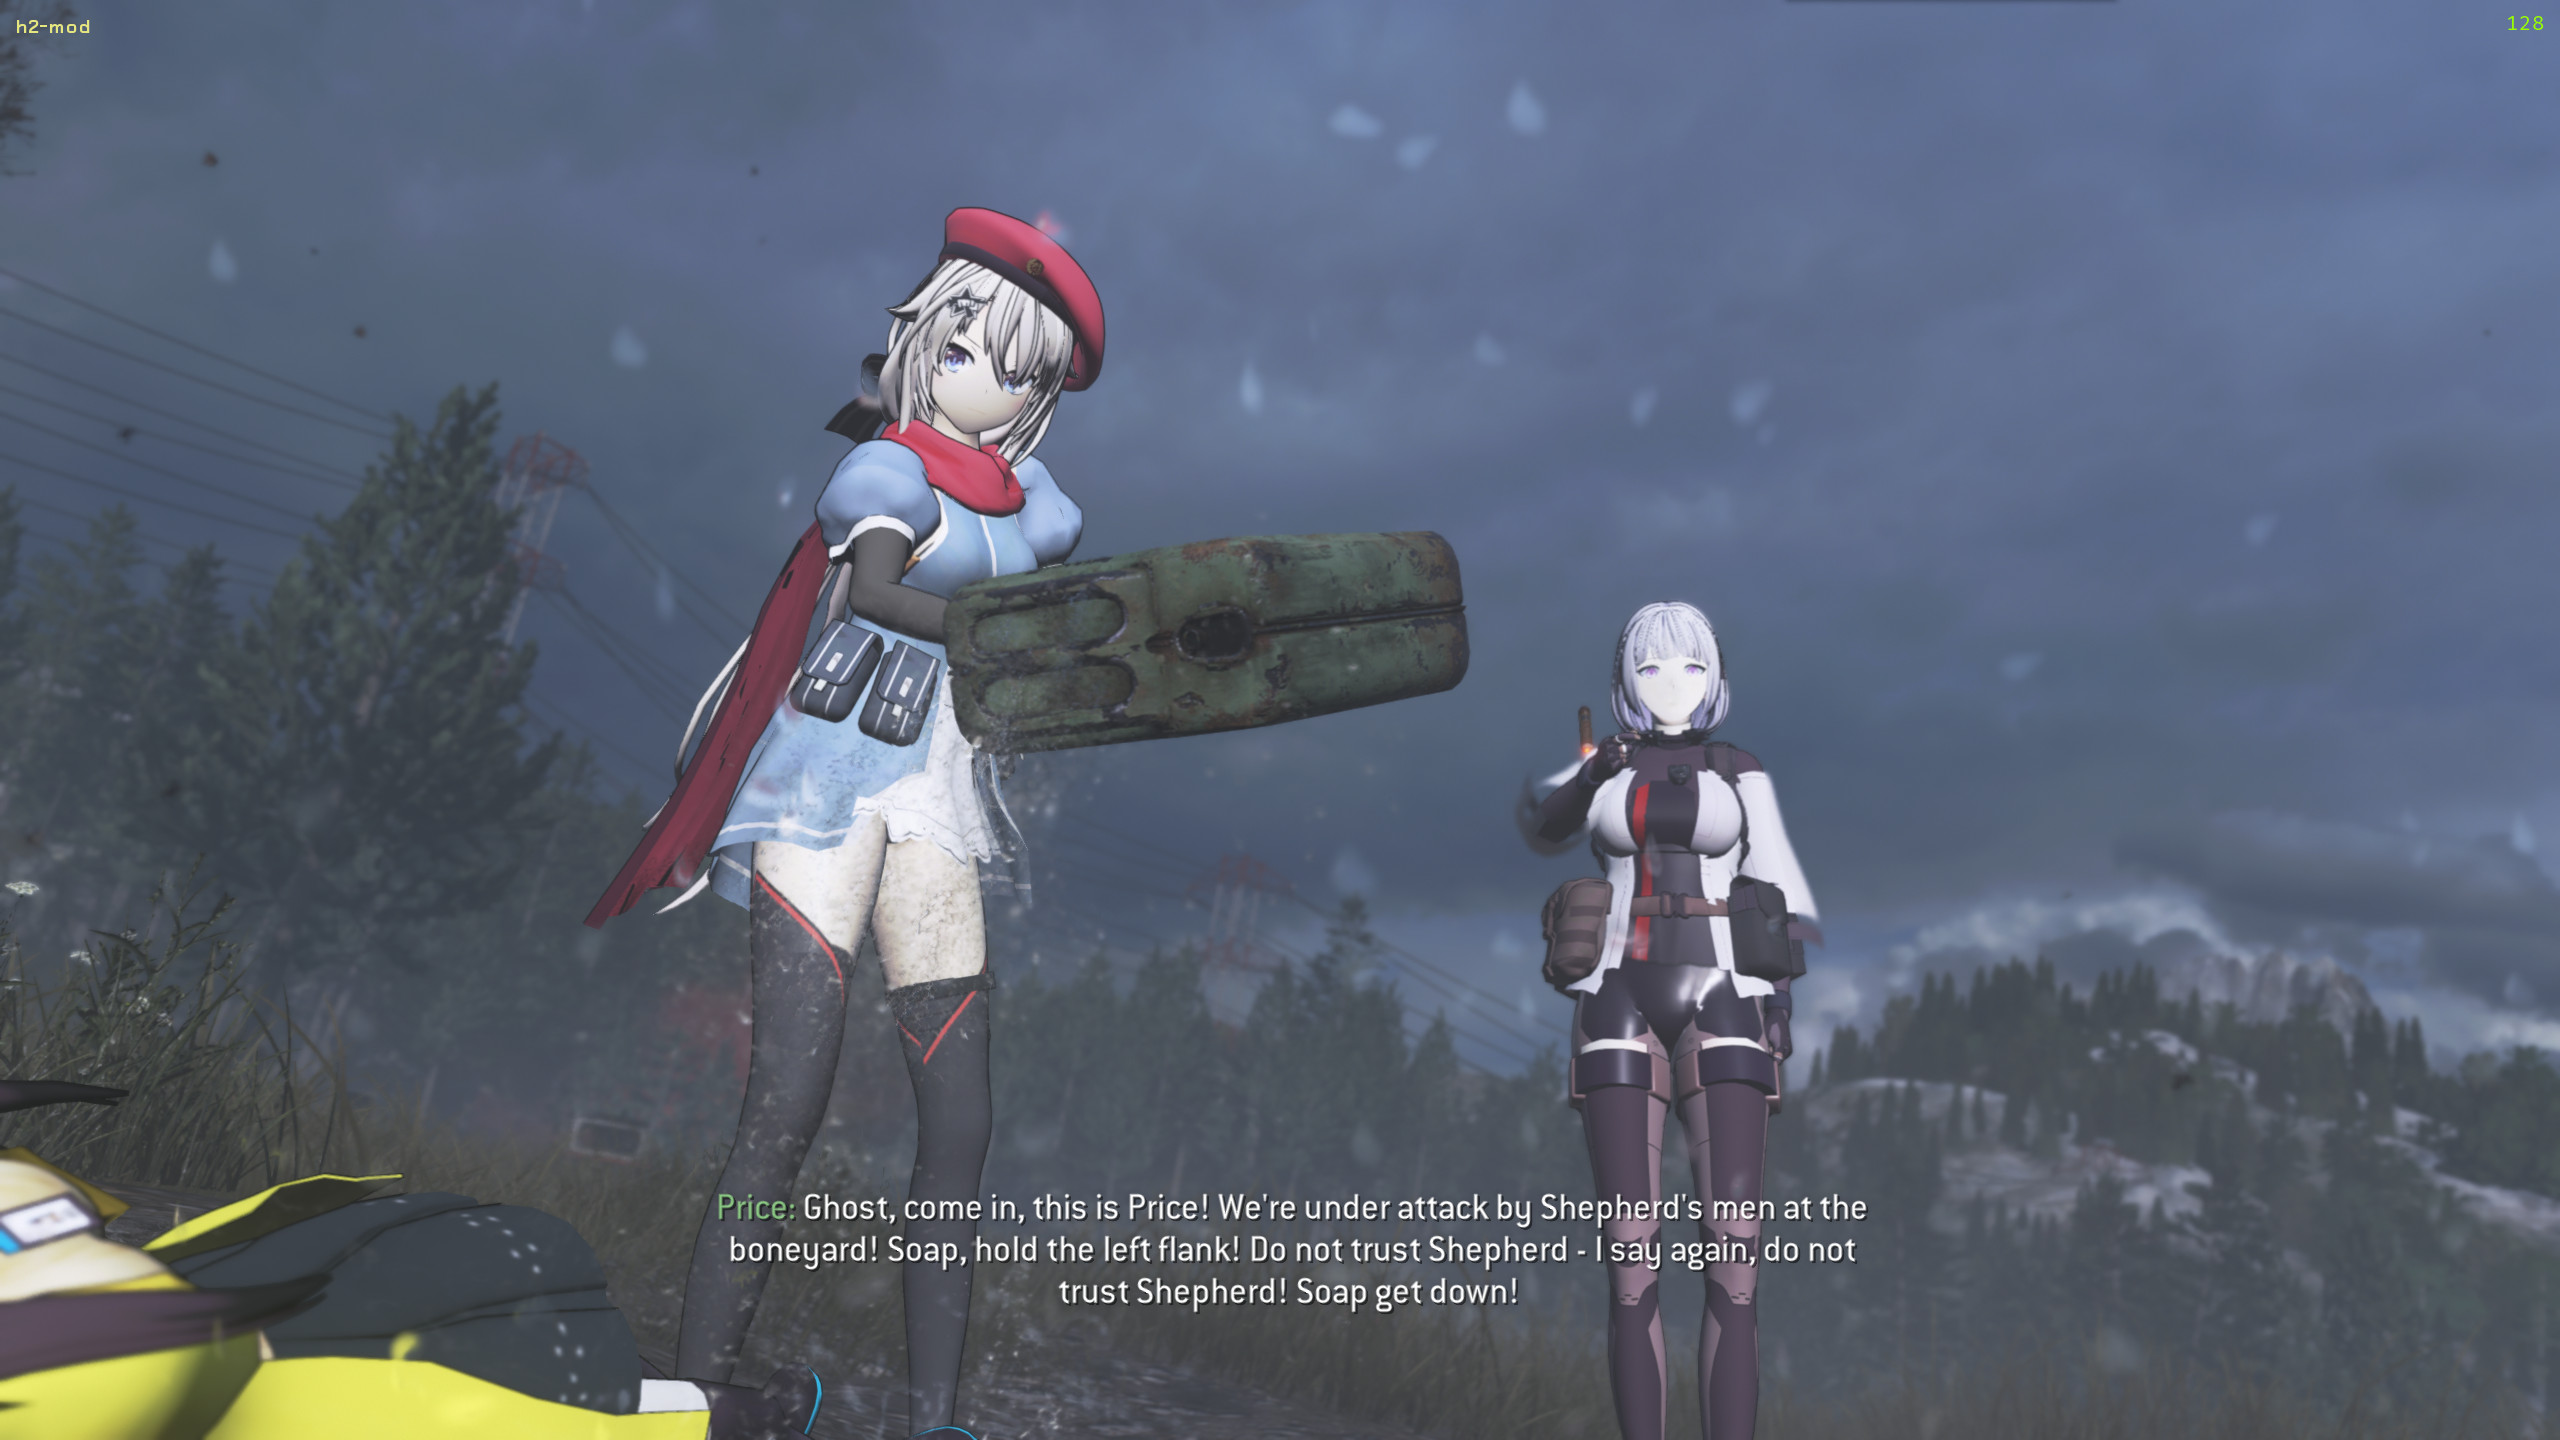 h2-mod
128
Price: Ghost, come in, this is Price! We're under attack by Shepherd's men at the
boneyard! Soap, hold the left flank! Do not trust Shepherd - I say again, do not
trust Shepherd! Soap get down!